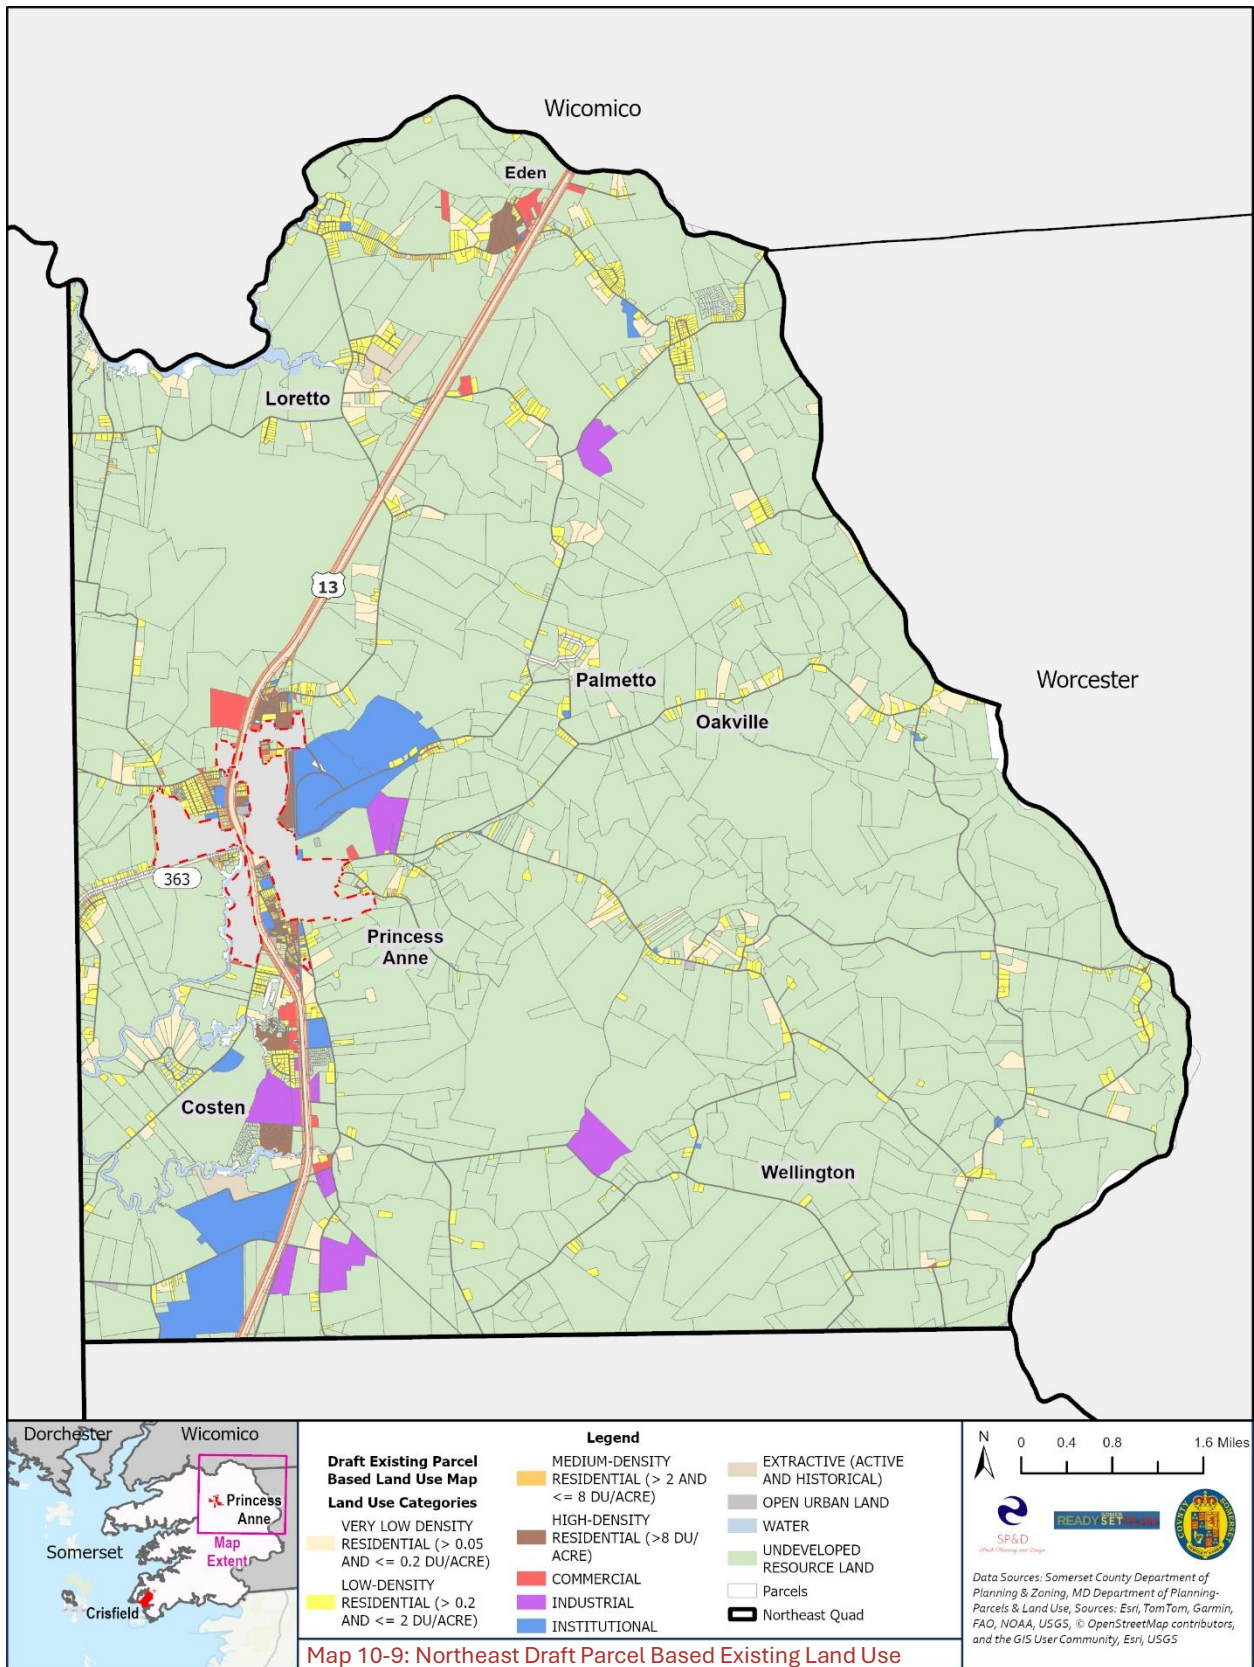 Wicomico
Eden
Loretto
13
Palmetto
Worcester
Oakville
363
Princess
Anne
Costen
Wellington
Dorchester
Wicomico
Princess
Anne
Map
Extent
Somerset
Crisfield
Legend
Draft Existing Parcel
Based Land Use Map
Land Use Categories
VERY LOW DENSITY
RESIDENTIAL (> 0.05
AND <= 0.2 DU/ACRE)
LOW-DENSITY
RESIDENTIAL (> 0.2
AND <= 2 DU/ACRE)
MEDIUM-DENSITY
RESIDENTIAL (> 2 AND
<= 8 DU/ACRE)
HIGH-DENSITY
RESIDENTIAL (>8 DU/
ACRE)
COMMERCIAL
INDUSTRIAL
INSTITUTIONAL
EXTRACTIVE (ACTIVE
AND HISTORICAL)
OPEN URBAN LAND
WATER
UNDEVELOPED
RESOURCE LAND
Parcels
Northeast Quad
N
0 0.4 0.8 1.6 Miles
SP&D
READY SET
COUNTY SOMERSET
Data Sources: Somerset County Department of
Planning & Zoning, MD Department of Planning-
Parcels & Land Use, Sources: Esri, TomTom, Garmin,
FAO, NOAA, USGS, © OpenStreetMap contributors,
and the GIS User Community, Esri, USGS
Map 10-9: Northeast Draft Parcel Based Existing Land Use